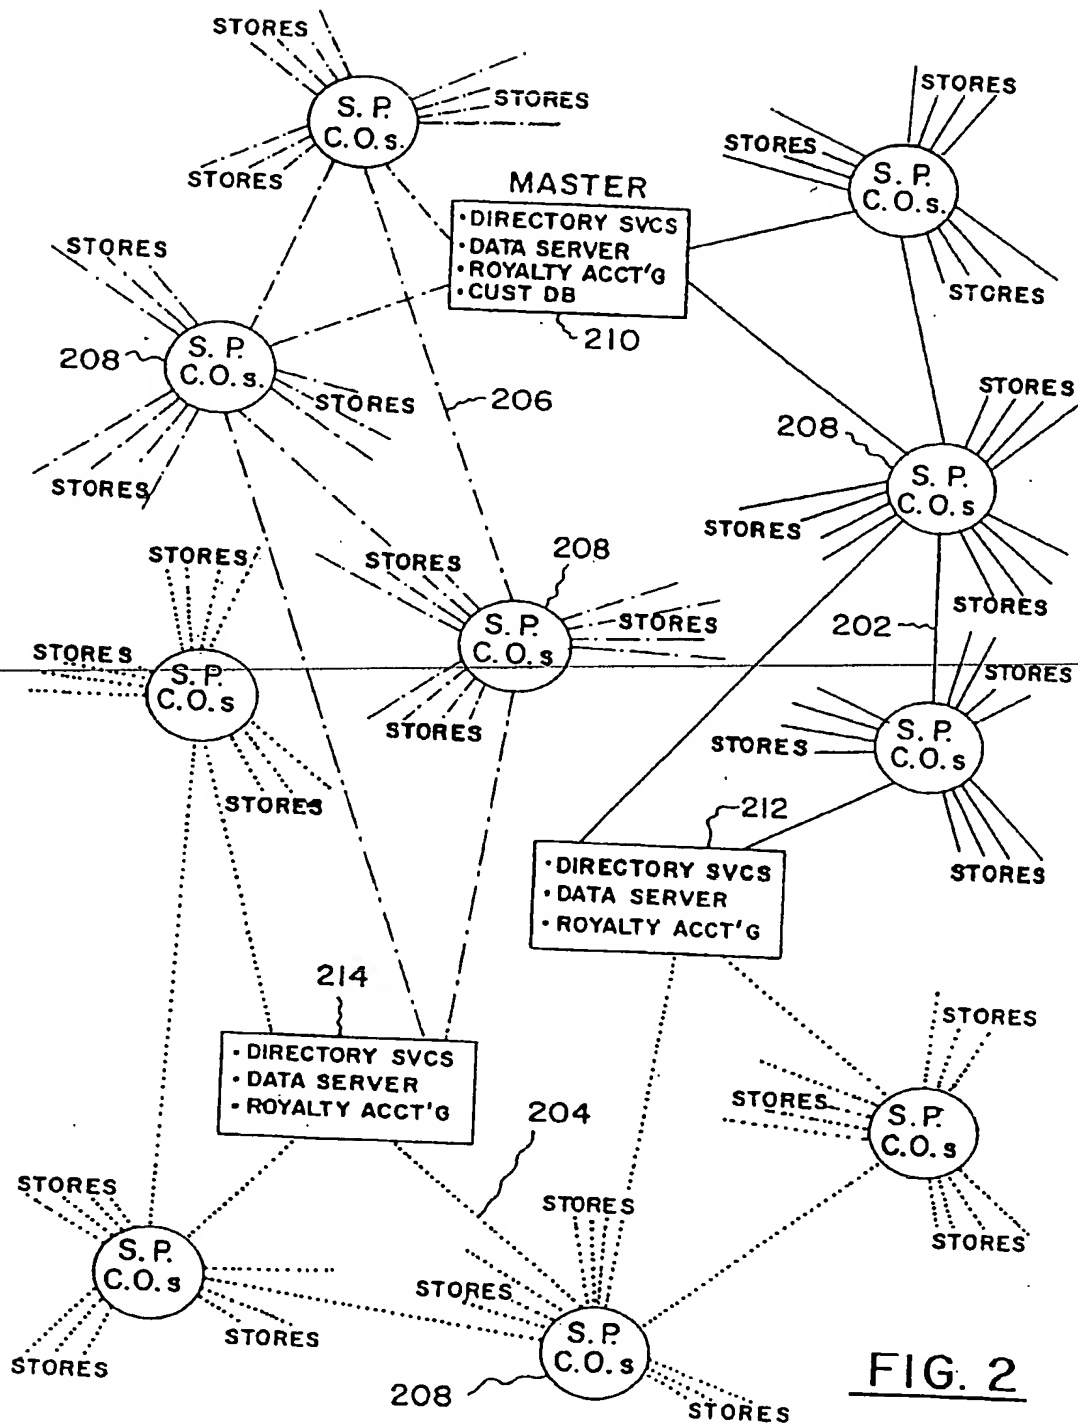 STORES
S. P.
C.O.s.
STORES
STORES
STORES
S. P.
C.O.s.
STORES
STORES
MASTER
• DIRECTORY SVCS
• DATA SERVER
• ROYALTY ACCT'G
• CUST DB
210
STORES
208
S. P.
C.O.s.
STORES
STORES
206
STORES
208
S. P.
C.O.s
STORES
STORES
STORES
STORES
208
S. P.
C.O.s
STORES
STORES
202
STORES
S. P.
C.O.s
STORES
STORES
STORES
S. P.
C.O.s
STORES
STORES
212
• DIRECTORY SVCS
• DATA SERVER
• ROYALTY ACCT'G
214
• DIRECTORY SVCS
• DATA SERVER
• ROYALTY ACCT'G
204
STORES
STORES
S. P.
C.O.s
STORES
STORES
S. P.
C.O.s
STORES
STORES
STORES
STORES
S. P.
C.O.s
208
STORES
FIG. 2